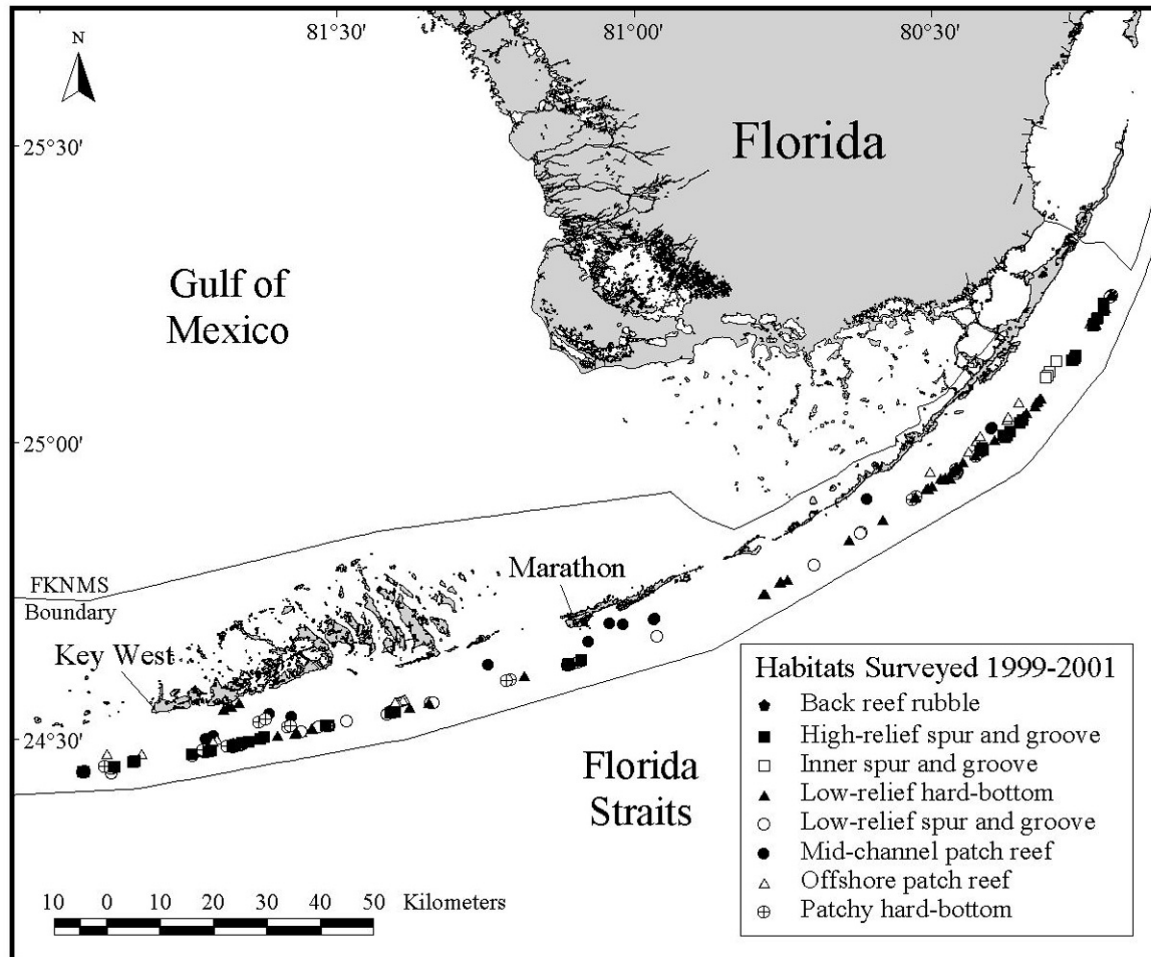 81°30' 81°00' 80°30'
N
25°30'
Florida
Gulf of
Mexico
25°00'
Marathon
FKNMS
Boundary
Key West
24°30'
Florida
Straits
Habitats Surveyed 1999-2001
Back reef rubble
High-relief spur and groove
Inner spur and groove
Low-relief hard-bottom
Low-relief spur and groove
Mid-channel patch reef
Offshore patch reef
Patchy hard-bottom
10 0 10 20 30 40 50 Kilometers